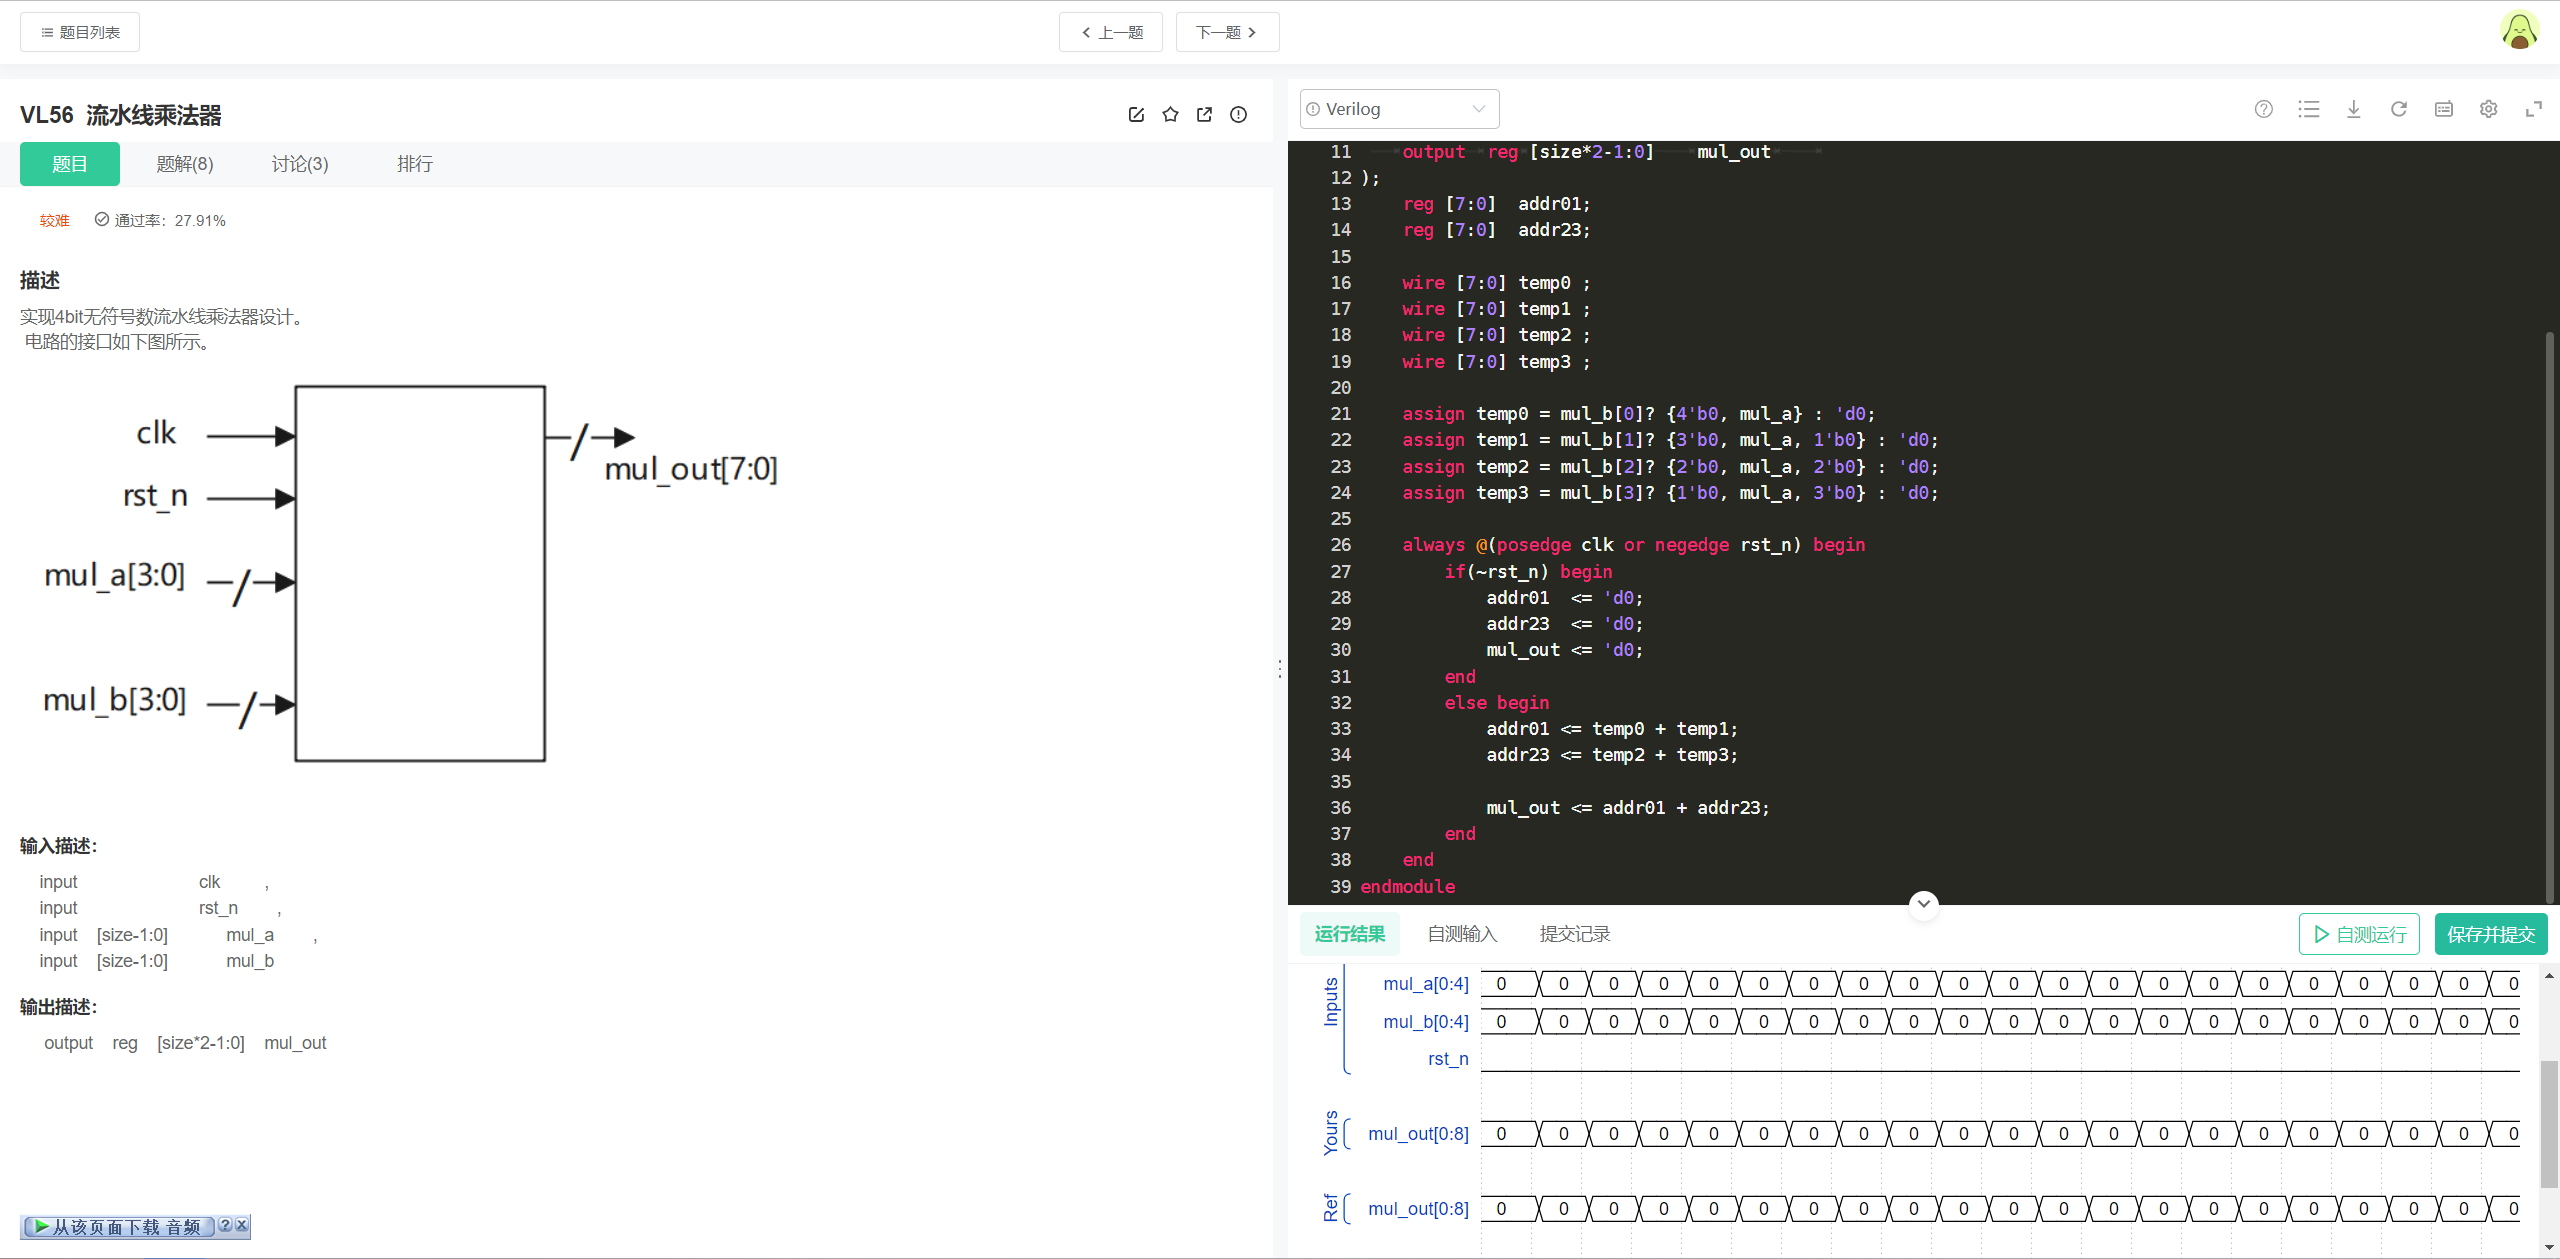 题目列表
上一题
下一题
VL56 流水线乘法器
题目 题解(8) 讨论(3) 排行
较难 通过率：27.91%
描述
实现4bit无符号数流水线乘法器设计。
电路的接口如下图所示。
clk
rst_n
mul_a[3:0]
mul_b[3:0]
mul_out[7:0]
输入描述：
input clk ,
input rst_n ,
input [size-1:0] mul_a ,
input [size-1:0] mul_b
输出描述：
output reg [size*2-1:0] mul_out
从该页面下载 音频
Verilog
11 output reg [size*2-1:0] mul_out
12 );
13 reg [7:0] addr01;
14 reg [7:0] addr23;
15
16 wire [7:0] temp0 ;
17 wire [7:0] temp1 ;
18 wire [7:0] temp2 ;
19 wire [7:0] temp3 ;
20
21 assign temp0 = mul_b[0]? {4'b0, mul_a} : 'd0;
22 assign temp1 = mul_b[1]? {3'b0, mul_a, 1'b0} : 'd0;
23 assign temp2 = mul_b[2]? {2'b0, mul_a, 2'b0} : 'd0;
24 assign temp3 = mul_b[3]? {1'b0, mul_a, 3'b0} : 'd0;
25
26 always @(posedge clk or negedge rst_n) begin
27 if(~rst_n) begin
28 addr01 <= 'd0;
29 addr23 <= 'd0;
30 mul_out <= 'd0;
31 end
32 else begin
33 addr01 <= temp0 + temp1;
34 addr23 <= temp2 + temp3;
35
36 mul_out <= addr01 + addr23;
37 end
38 end
39 endmodule
运行结果 自测输入 提交记录 自测运行 保存并提交
Inputs
mul_a[0:4] 0 0 0 0 0 0 0 0 0 0 0 0 0 0 0 0 0 0 0 0 0
mul_b[0:4] 0 0 0 0 0 0 0 0 0 0 0 0 0 0 0 0 0 0 0 0 0
rst_n
Yours
mul_out[0:8] 0 0 0 0 0 0 0 0 0 0 0 0 0 0 0 0 0 0 0 0 0
Ref
mul_out[0:8] 0 0 0 0 0 0 0 0 0 0 0 0 0 0 0 0 0 0 0 0 0